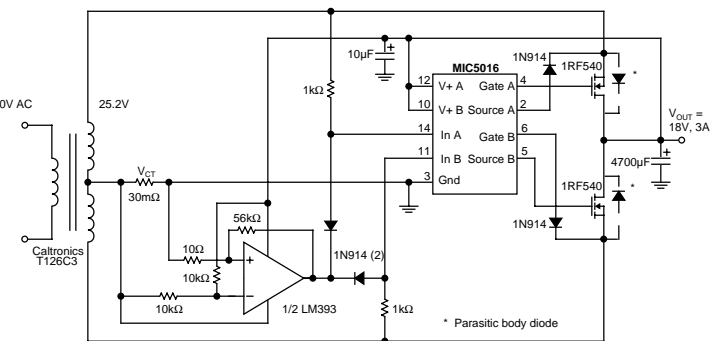 10µF
+
MIC5016
1N914
1RF540
*
1kΩ
12 V+ A Gate A 4
10 V+ B Source A 2
14 In A Gate B 6
11 In B Source B 5
3 Gnd
0V AC
25.2V
VOUT =
18V, 3A
4700µF
+
1RF540
*
1N914
VCT
30mΩ
56kΩ
10Ω
10kΩ
+
−
10kΩ
1N914 (2)
1/2 LM393
1kΩ
Caltronics
T126C3
* Parasitic body diode